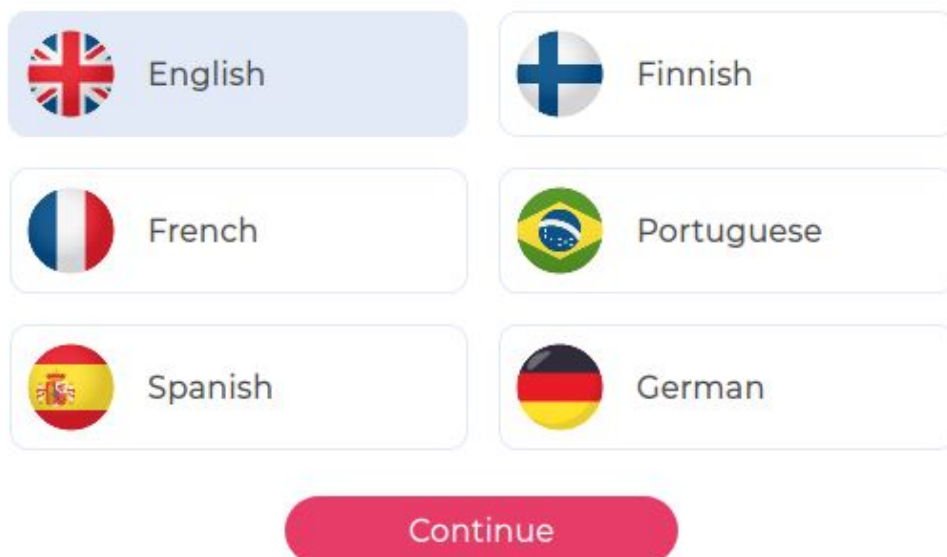 English
Finnish
French
Portuguese
Spanish
German
Continue